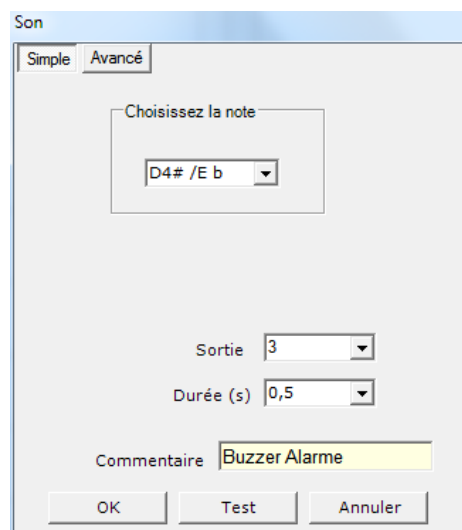 Son
Simple Avancé
Choisissez la note
D4# /E b
Sortie 3
Durée (s) 0,5
Commentaire Buzzer Alarme
OK Test Annuler